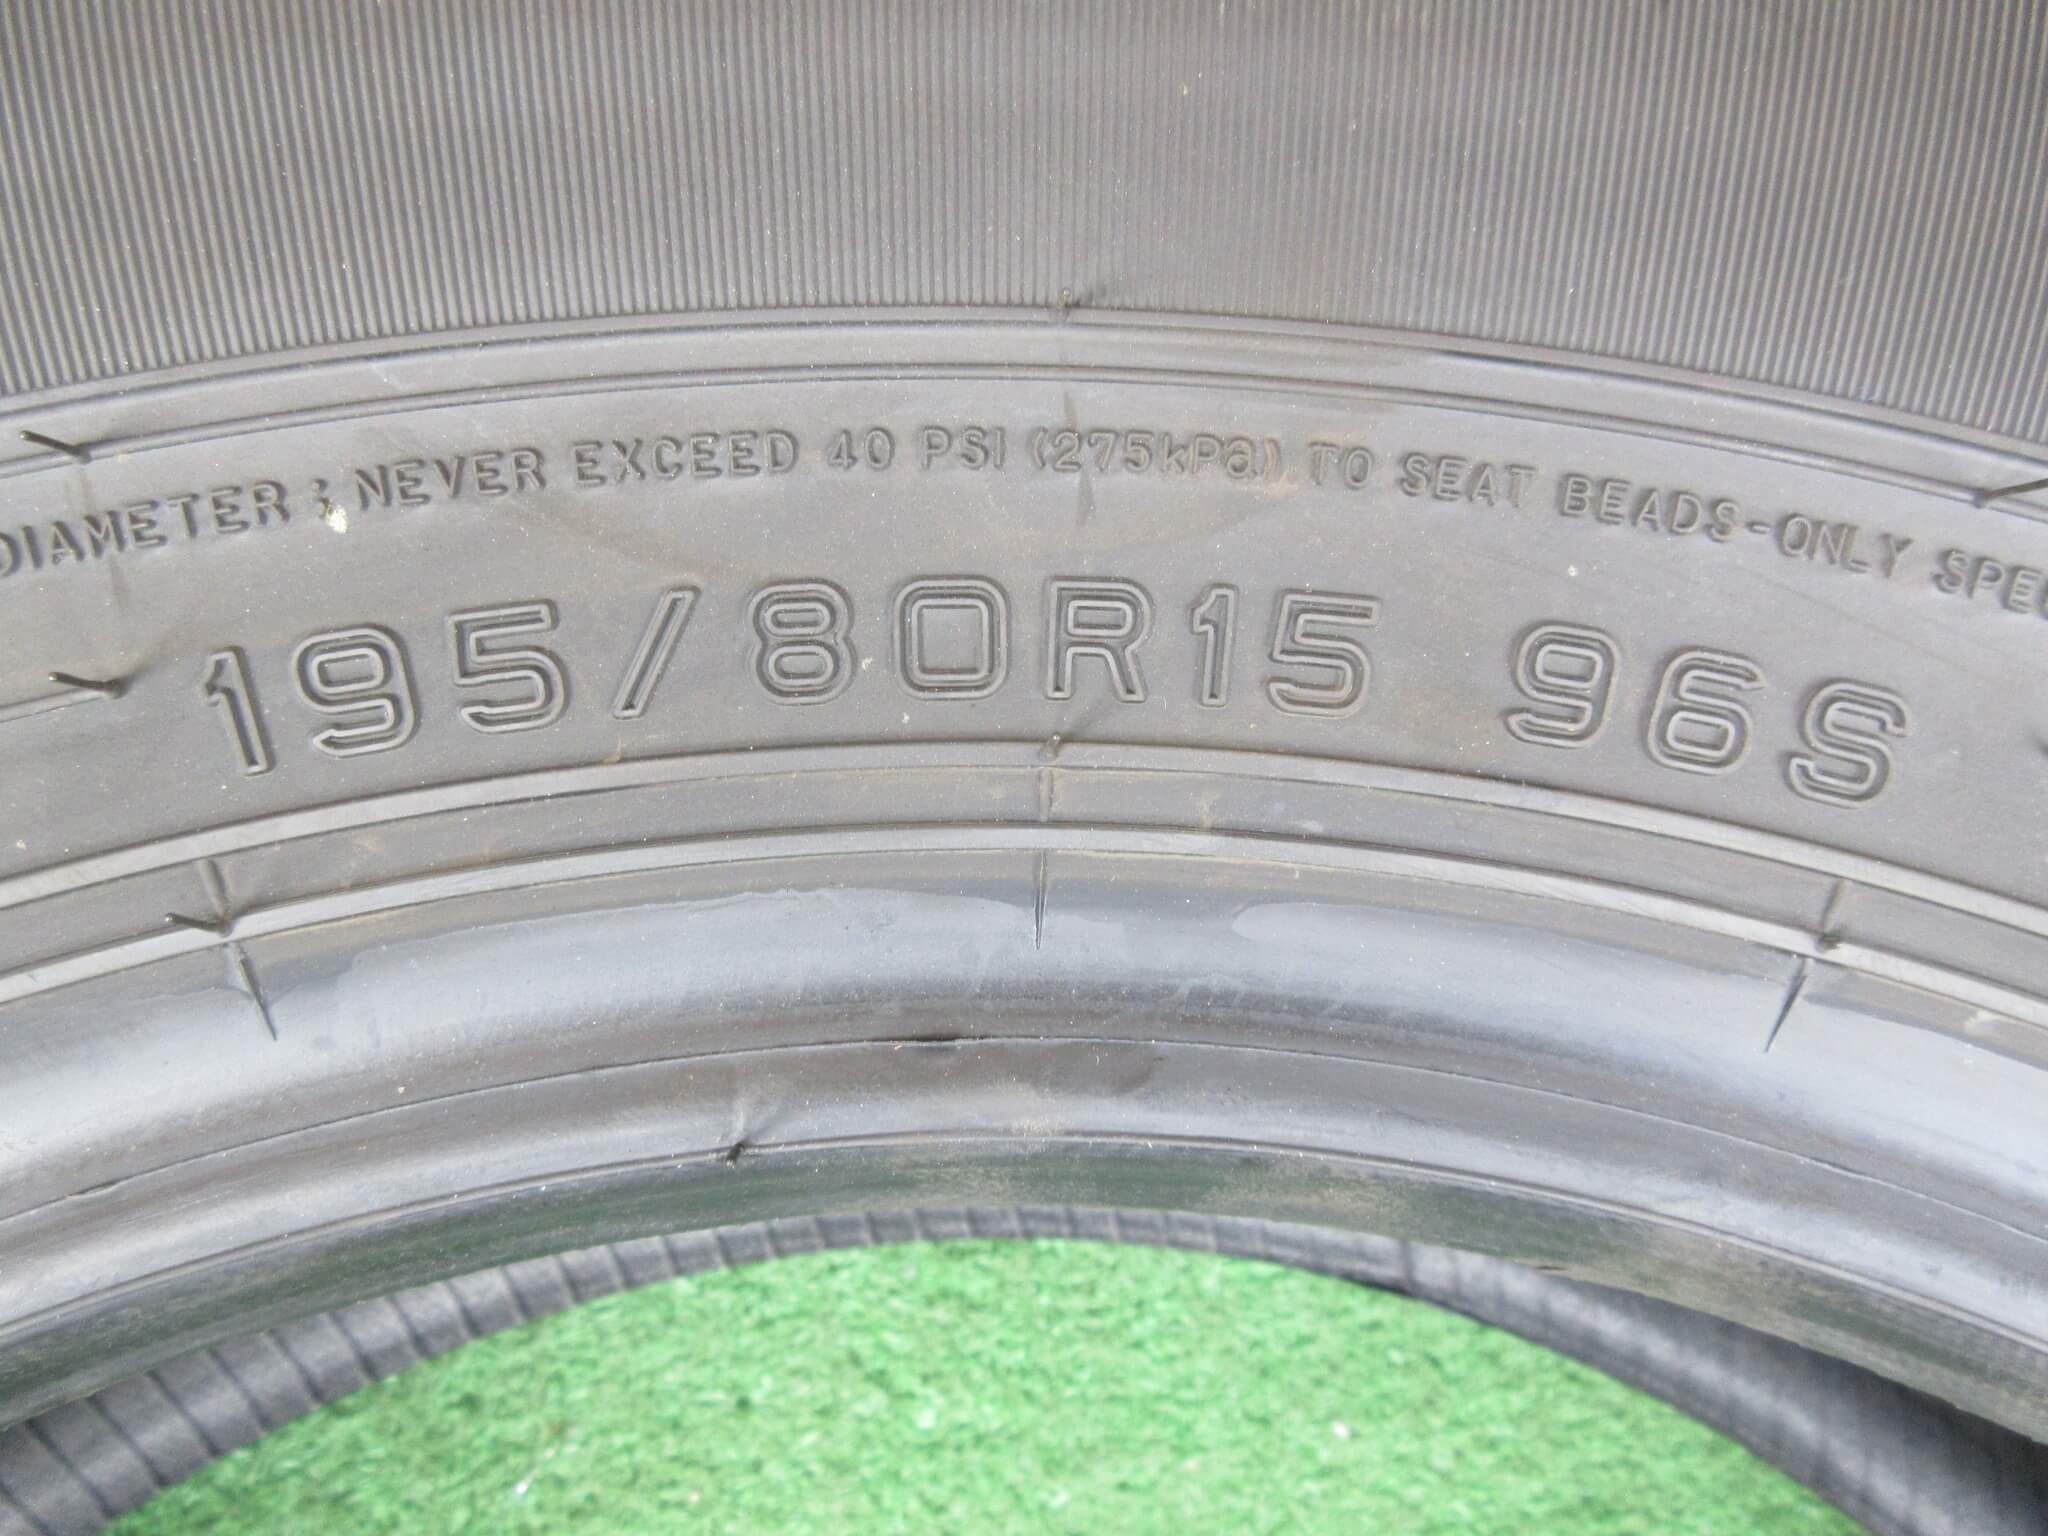 DIAMETER ; NEVER EXCEED 40 PSI (275kPa) TO SEAT BEADS-ONLY
195/80R15 96S